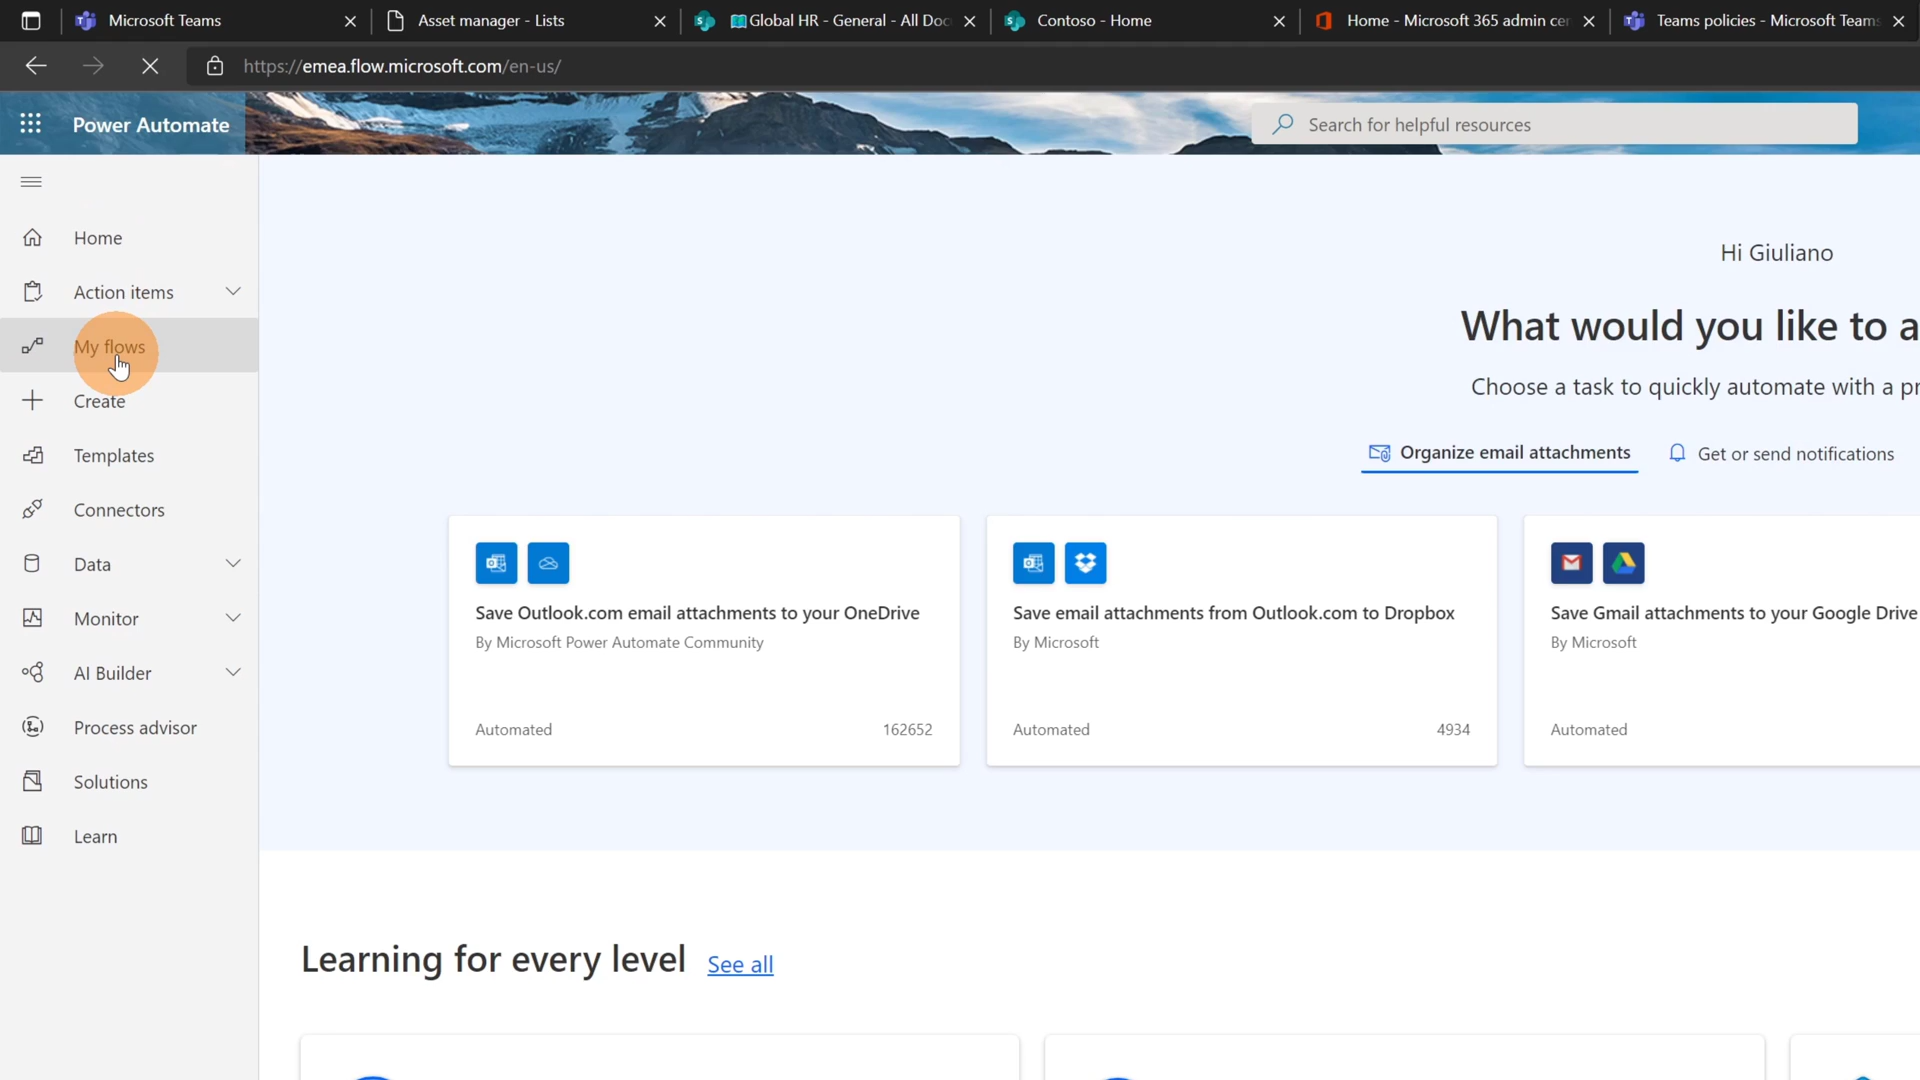 Microsoft Teams
Asset manager - Lists
Global HR - General - All Doc
Contoso - Home
Home - Microsoft 365 admin cen
Teams policies - Microsoft Teams
https://emea.flow.microsoft.com/en-us/
Power Automate
Search for helpful resources
Home
Action items
My flows
Create
Templates
Connectors
Data
Monitor
AI Builder
Process advisor
Solutions
Learn
Hi Giuliano
What would you like to a
Choose a task to quickly automate with a pr
Organize email attachments
Get or send notifications
Save Outlook.com email attachments to your OneDrive
By Microsoft Power Automate Community
Automated
162652
Save email attachments from Outlook.com to Dropbox
By Microsoft
Automated
4934
Save Gmail attachments to your Google Drive
By Microsoft
Automated
Learning for every level
See all